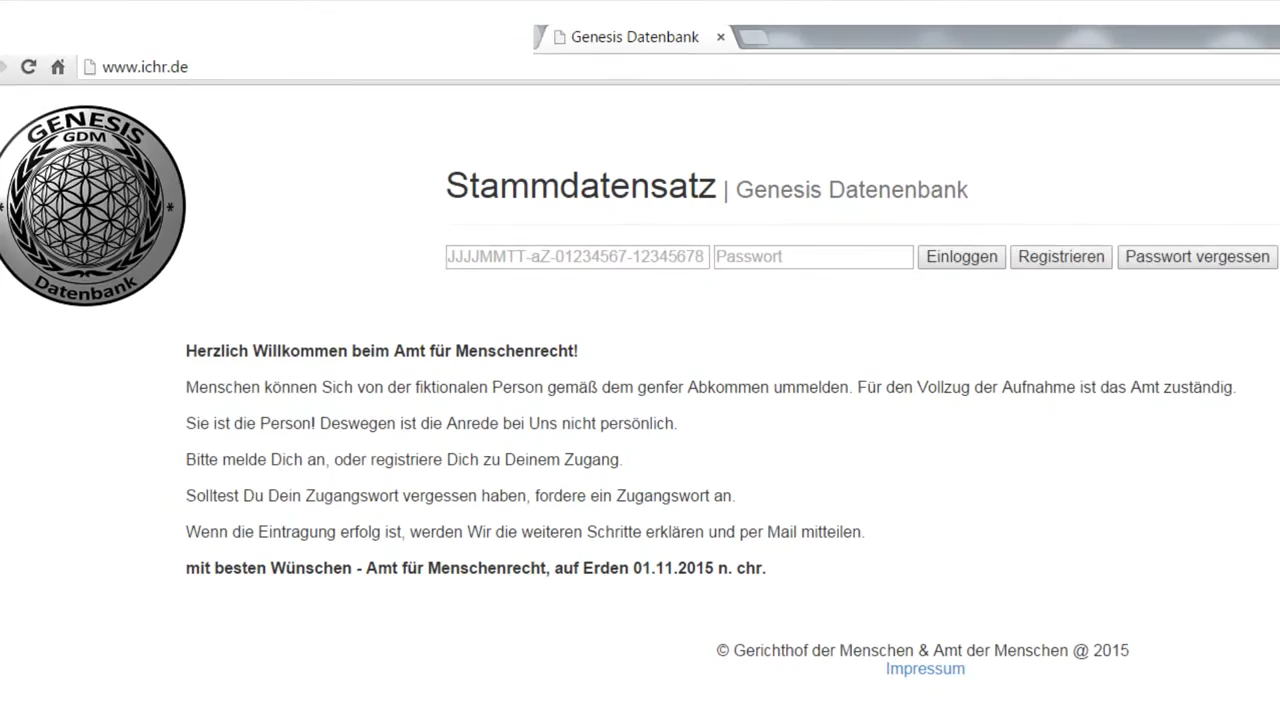 Genesis Datenbank
www.ichr.de
GENESIS
GDM
Datenbank
Stammdatensatz | Genesis Datenenbank
JJJJMMTT-aZ-01234567-12345678 Passwort Einloggen Registrieren Passwort vergessen
Herzlich Willkommen beim Amt für Menschenrecht!
Menschen können Sich von der fiktionalen Person gemäß dem genfer Abkommen ummelden. Für den Vollzug der Aufnahme ist das Amt zuständig.
Sie ist die Person! Deswegen ist die Anrede bei Uns nicht persönlich.
Bitte melde Dich an, oder registriere Dich zu Deinem Zugang.
Solltest Du Dein Zugangswort vergessen haben, fordere ein Zugangswort an.
Wenn die Eintragung erfolg ist, werden Wir die weiteren Schritte erklären und per Mail mitteilen.
mit besten Wünschen - Amt für Menschenrecht, auf Erden 01.11.2015 n. chr.
© Gerichthof der Menschen & Amt der Menschen @ 2015
Impressum